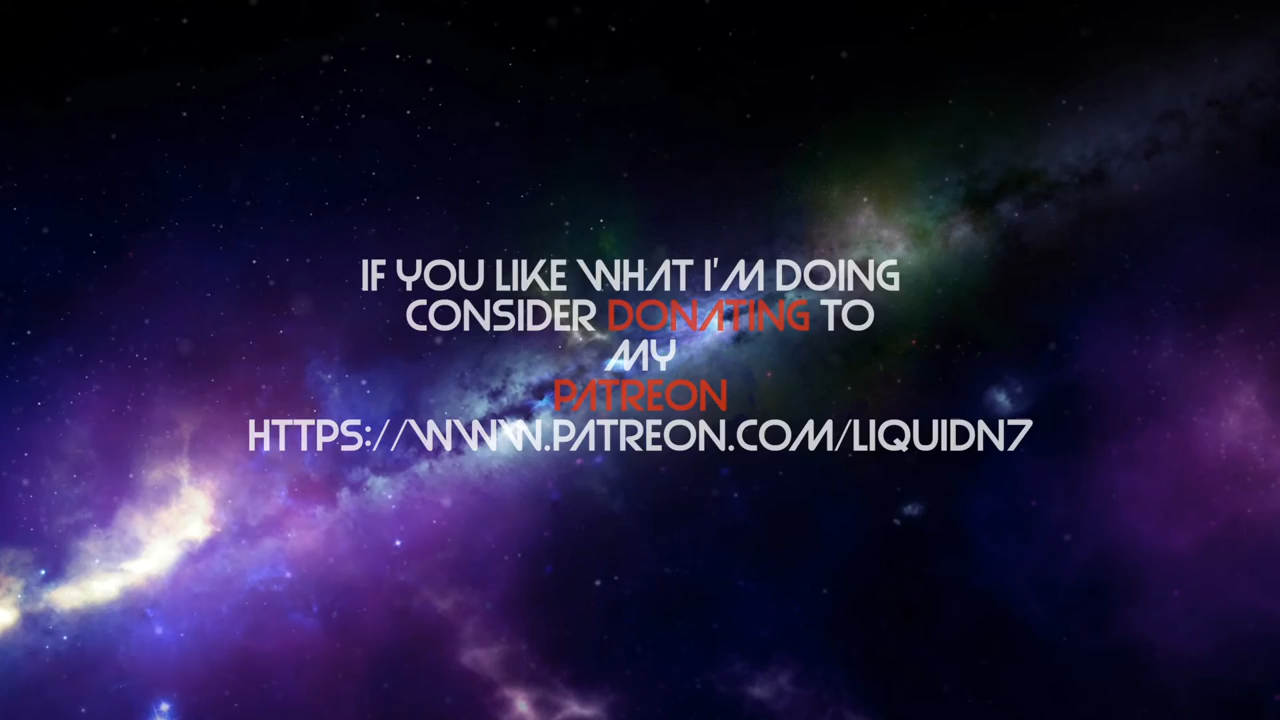 IF YOU LIKE WHAT I'M DOING
CONSIDER DONATING TO
MY
PATREON
HTTPS://WWW.PATREON.COM/LIQUIDN7